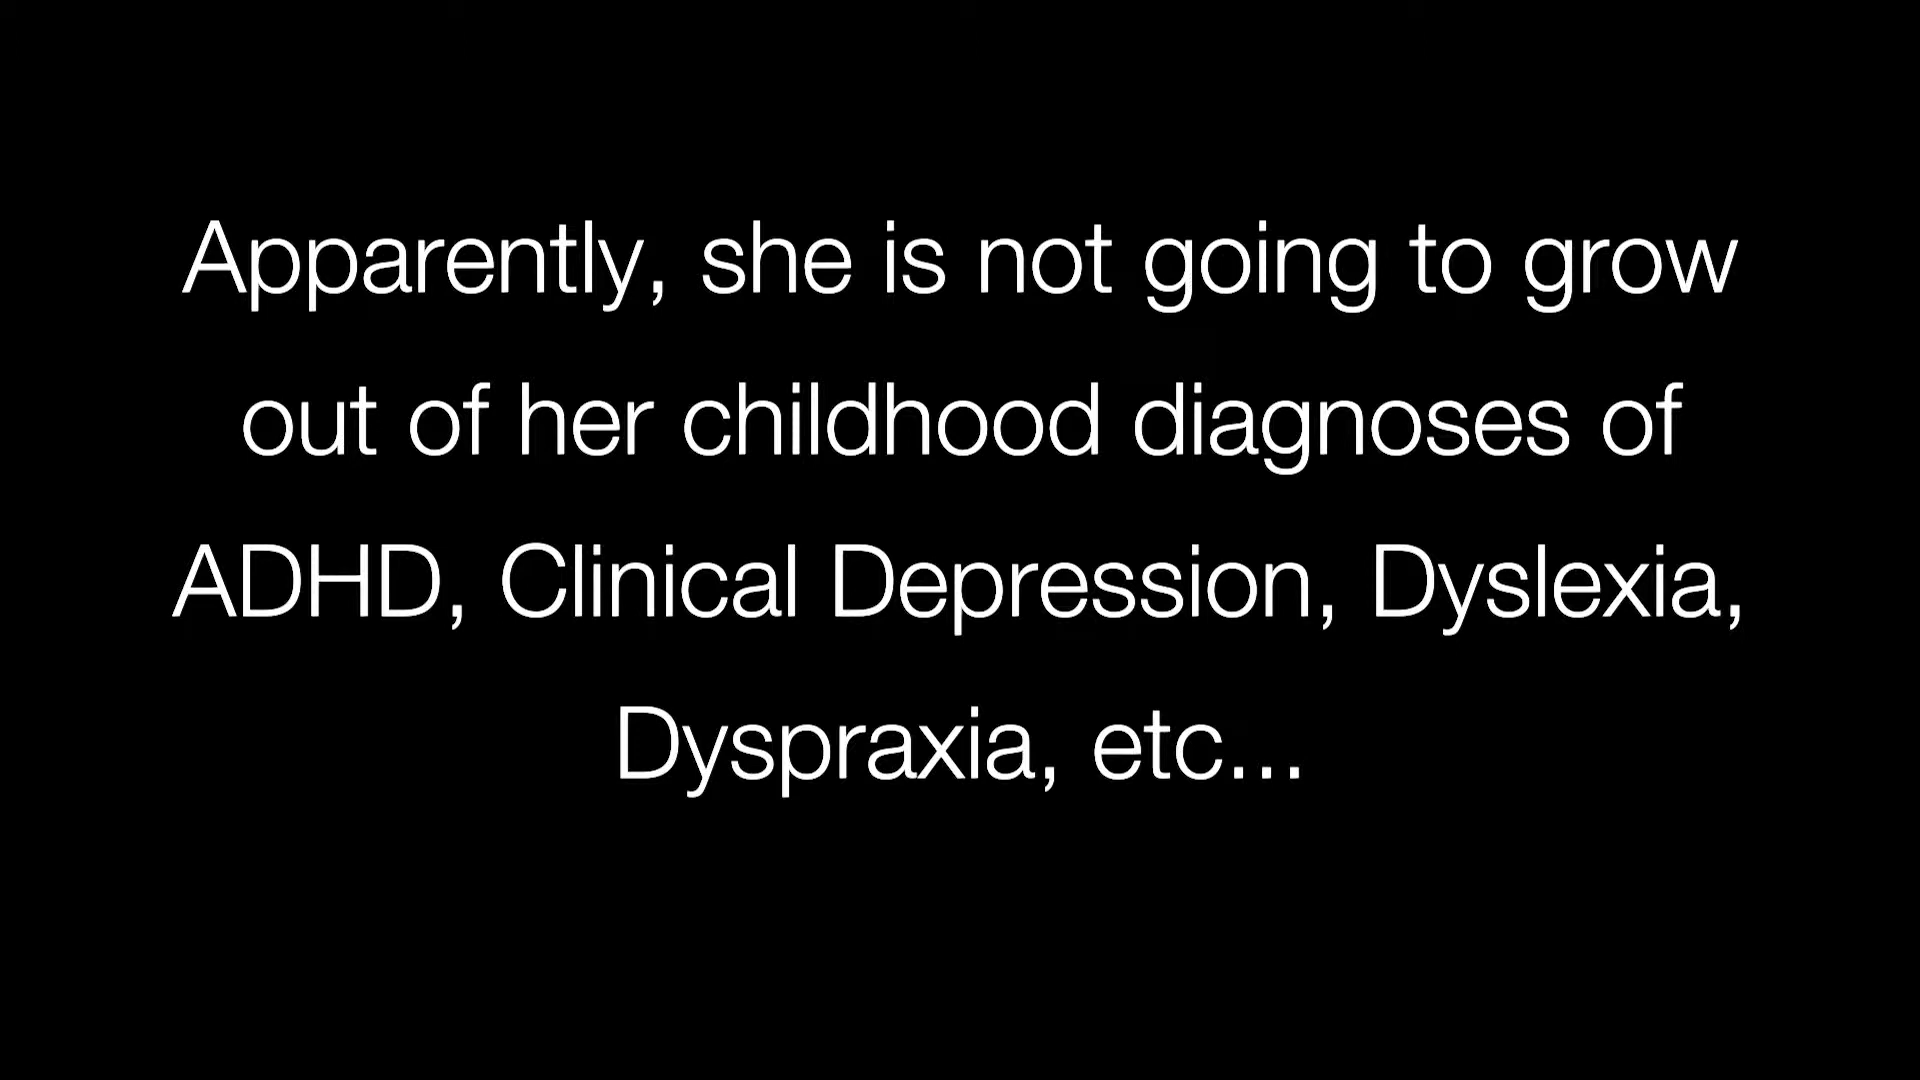 Apparently, she is not going to grow
out of her childhood diagnoses of
ADHD, Clinical Depression, Dyslexia,
Dyspraxia, etc...